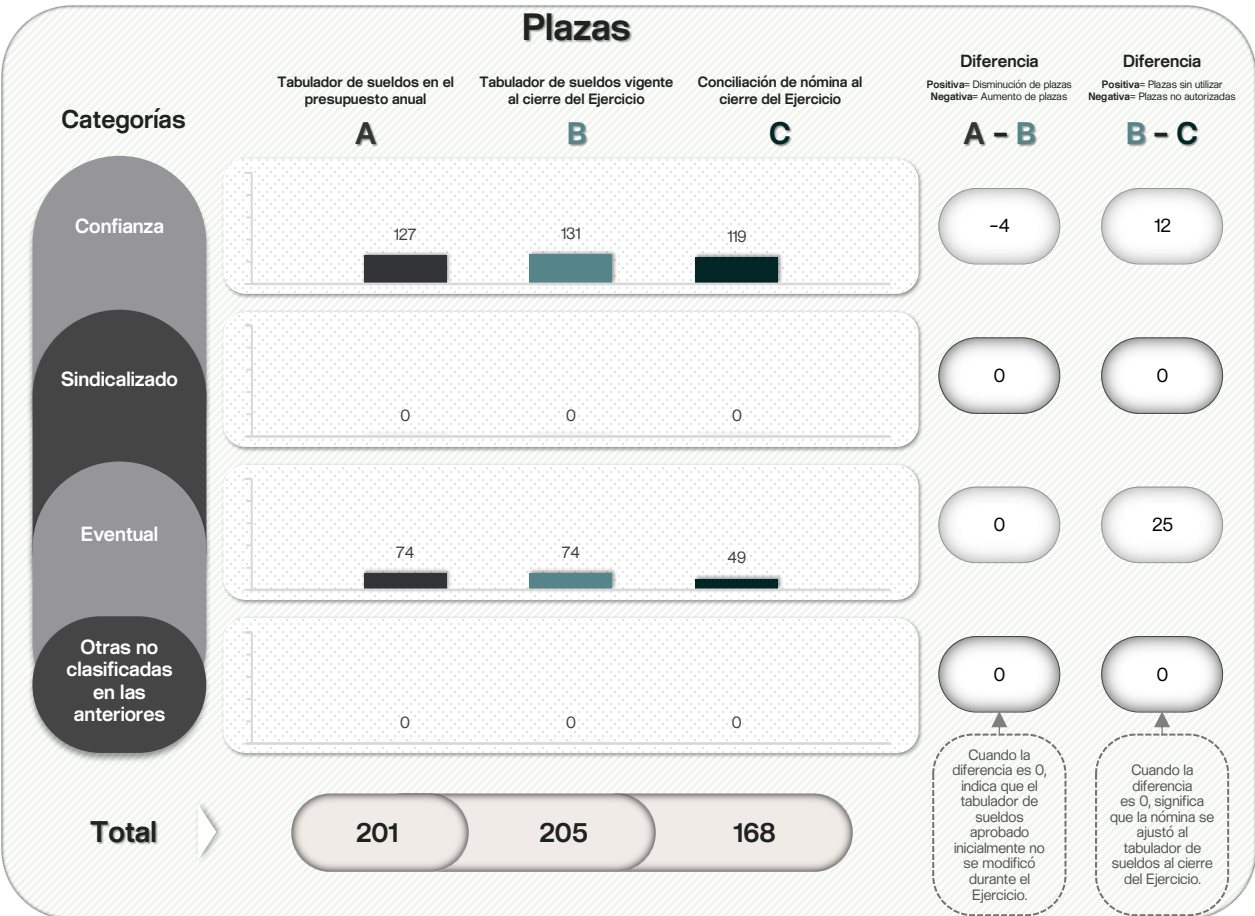 Plazas
Categorías
Tabulador de sueldos en el
presupuesto anual
A
Tabulador de sueldos vigente
al cierre del Ejercicio
B
Conciliación de nómina al
cierre del Ejercicio
C
Diferencia
Positiva= Disminución de plazas
Negativa= Aumento de plazas
A - B
Diferencia
Positiva= Plazas sin utilizar
Negativa= Plazas no autorizadas
B - C
Confianza
127
131
119
-4
12
Sindicalizado
0
0
0
0
0
Eventual
74
74
49
0
25
Otras no
clasificadas
en las
anteriores
0
0
0
0
0
Cuando la
diferencia es 0,
indica que el
tabulador de
sueldos
aprobado
inicialmente no
se modificó
durante el
Ejercicio.
Cuando la
diferencia
es 0, significa
que la nómina se
ajustó al
tabulador de
sueldos al cierre
del Ejercicio.
Total
201
205
168